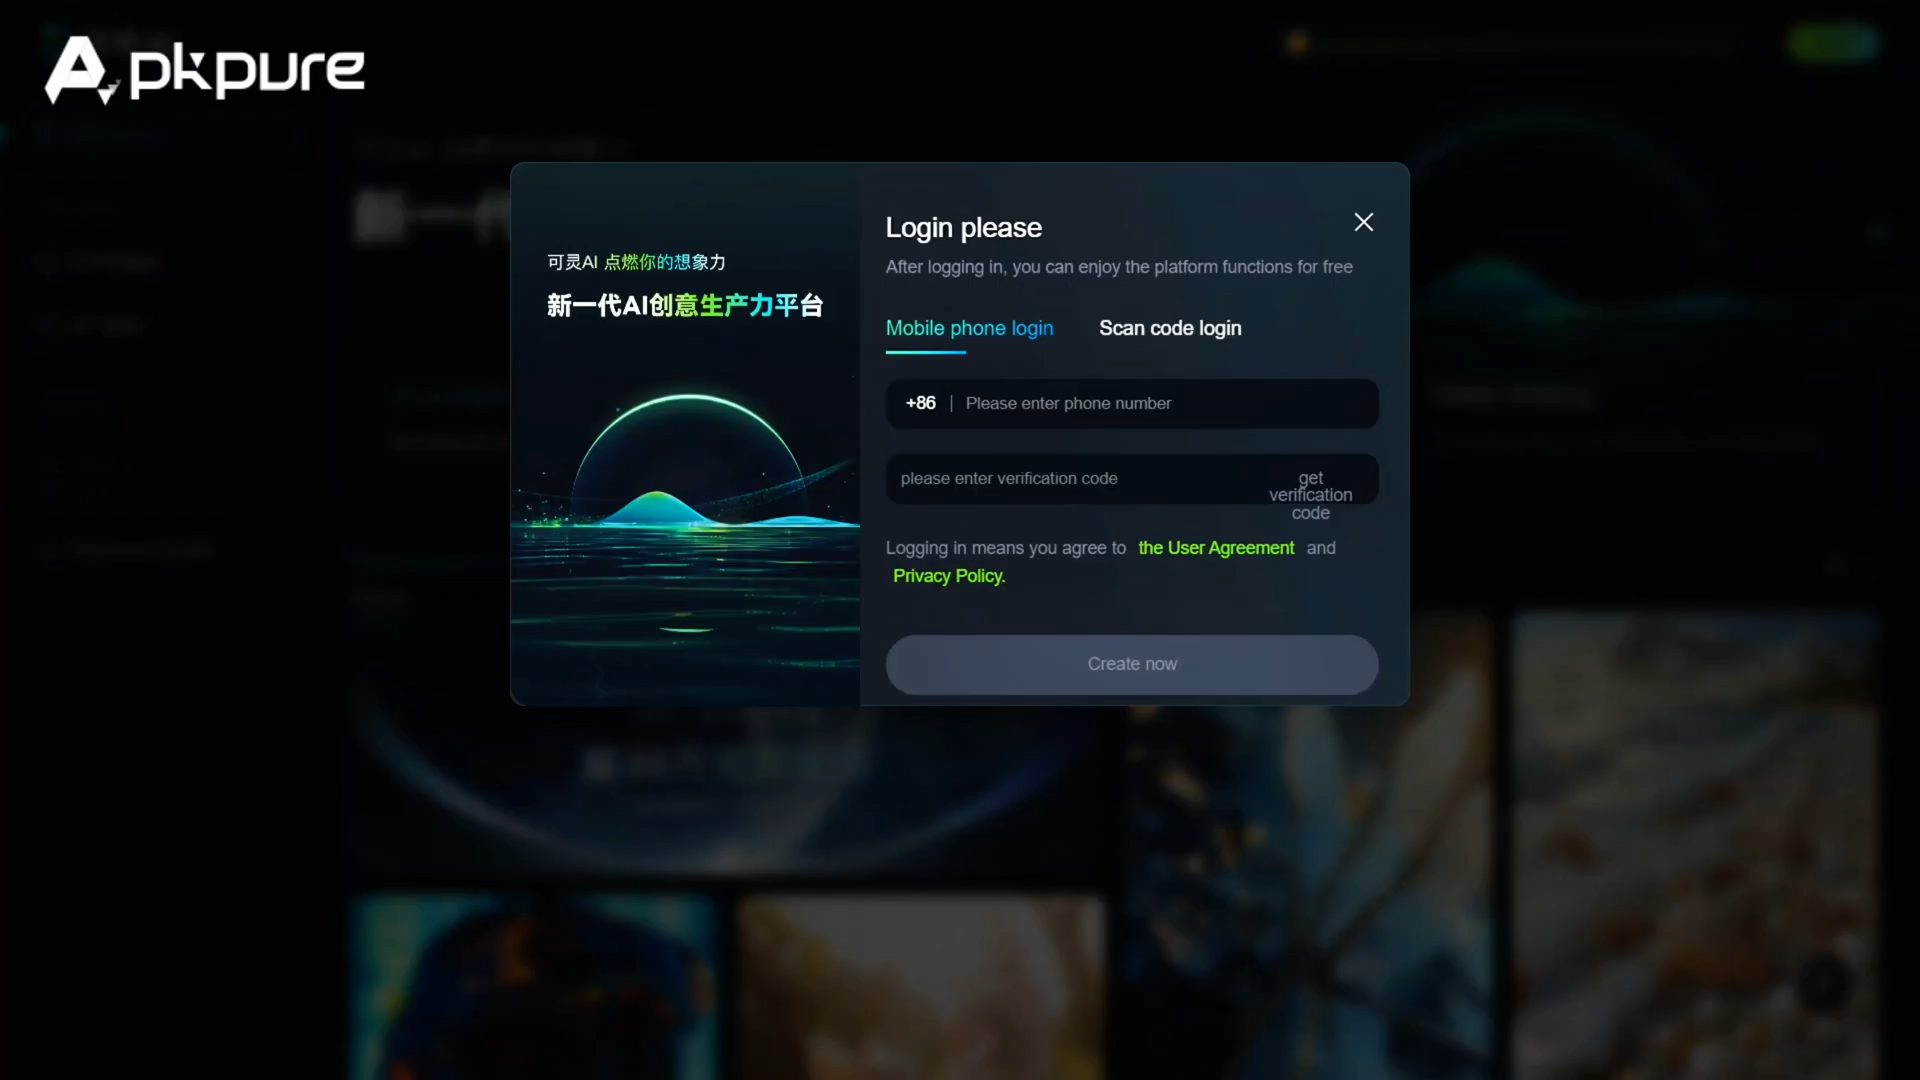 Apkpure
可灵AI 点燃你的想象力
新一代AI创意生产力平台
Login please
After logging in, you can enjoy the platform functions for free
Mobile phone login
Scan code login
+86 | Please enter phone number
please enter verification code
get
verification
code
Logging in means you agree to the User Agreement and
Privacy Policy.
Create now